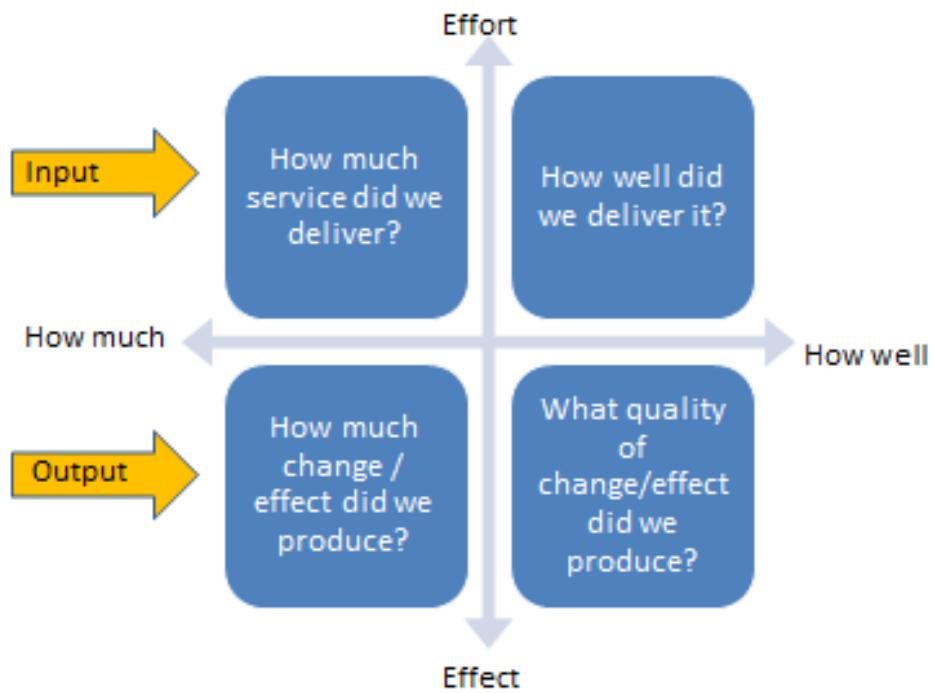 Effort
Input
How much
service did we
deliver?
How well did
we deliver it?
How much
How well
Output
How much
change /
effect did we
produce?
What quality
of
change/effect
did we
produce?
Effect